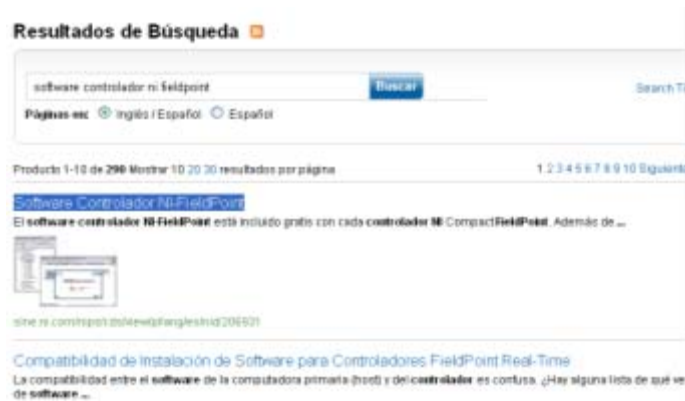 Resultados de Búsqueda
software controlador ni fieldpoint Buscar Search
Páginas en: Inglés / Español Español
Producto 1-10 de 290 Mostrar 10 20 30 resultados por página 1 2 3 4 5 6 7 8 9 10 Siguiente
Software Controlador NI-FieldPoint
El software controlador NI-FieldPoint está incluido gratis con cada controlador NI CompactFieldPoint. Además de ...
Compatibilidad de Instalación de Software para Controladores FieldPoint Real-Time
La compatibilidad entre el software de la computadora primaria (host) y del controlador es confusa. ¿Hay alguna lista de qué ve
de software ...